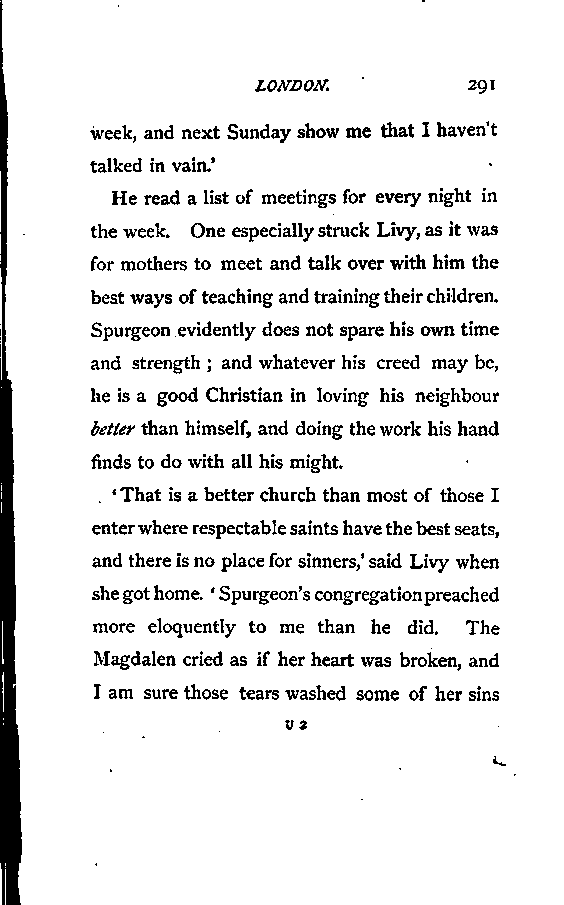 LONDON. 291
week, and next Sunday show me that I haven't
talked in vain.'
He read a list of meetings for every night in
the week. One especially struck Livy, as it was
for mothers to meet and talk over with him the
best ways of teaching and training their children.
Spurgeon evidently does not spare his own time
and strength ; and whatever his creed may be,
he is a good Christian in loving his neighbour
better than himself, and doing the work his hand
finds to do with all his might.
'That is a better church than most of those I
enter where respectable saints have the best seats,
and there is no place for sinners,' said Livy when
she got home. 'Spurgeon's congregation preached
more eloquently to me than he did. The
Magdalen cried as if her heart was broken, and
I am sure those tears washed some of her sins
U 2